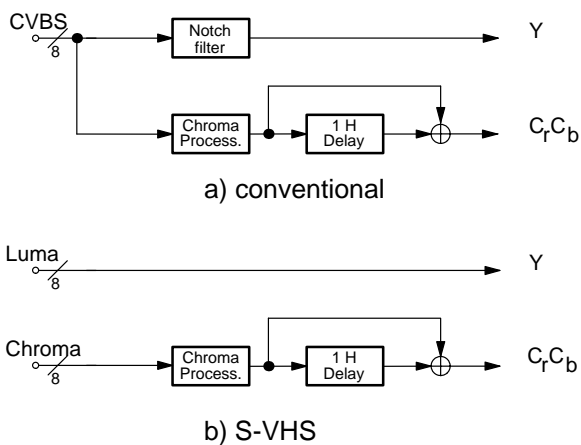 CVBS
8
Notch
filter
Y
Chroma
Process.
1 H
Delay
CrCb
a) conventional
Luma
8
Y
Chroma
8
Chroma
Process.
1 H
Delay
CrCb
b) S-VHS